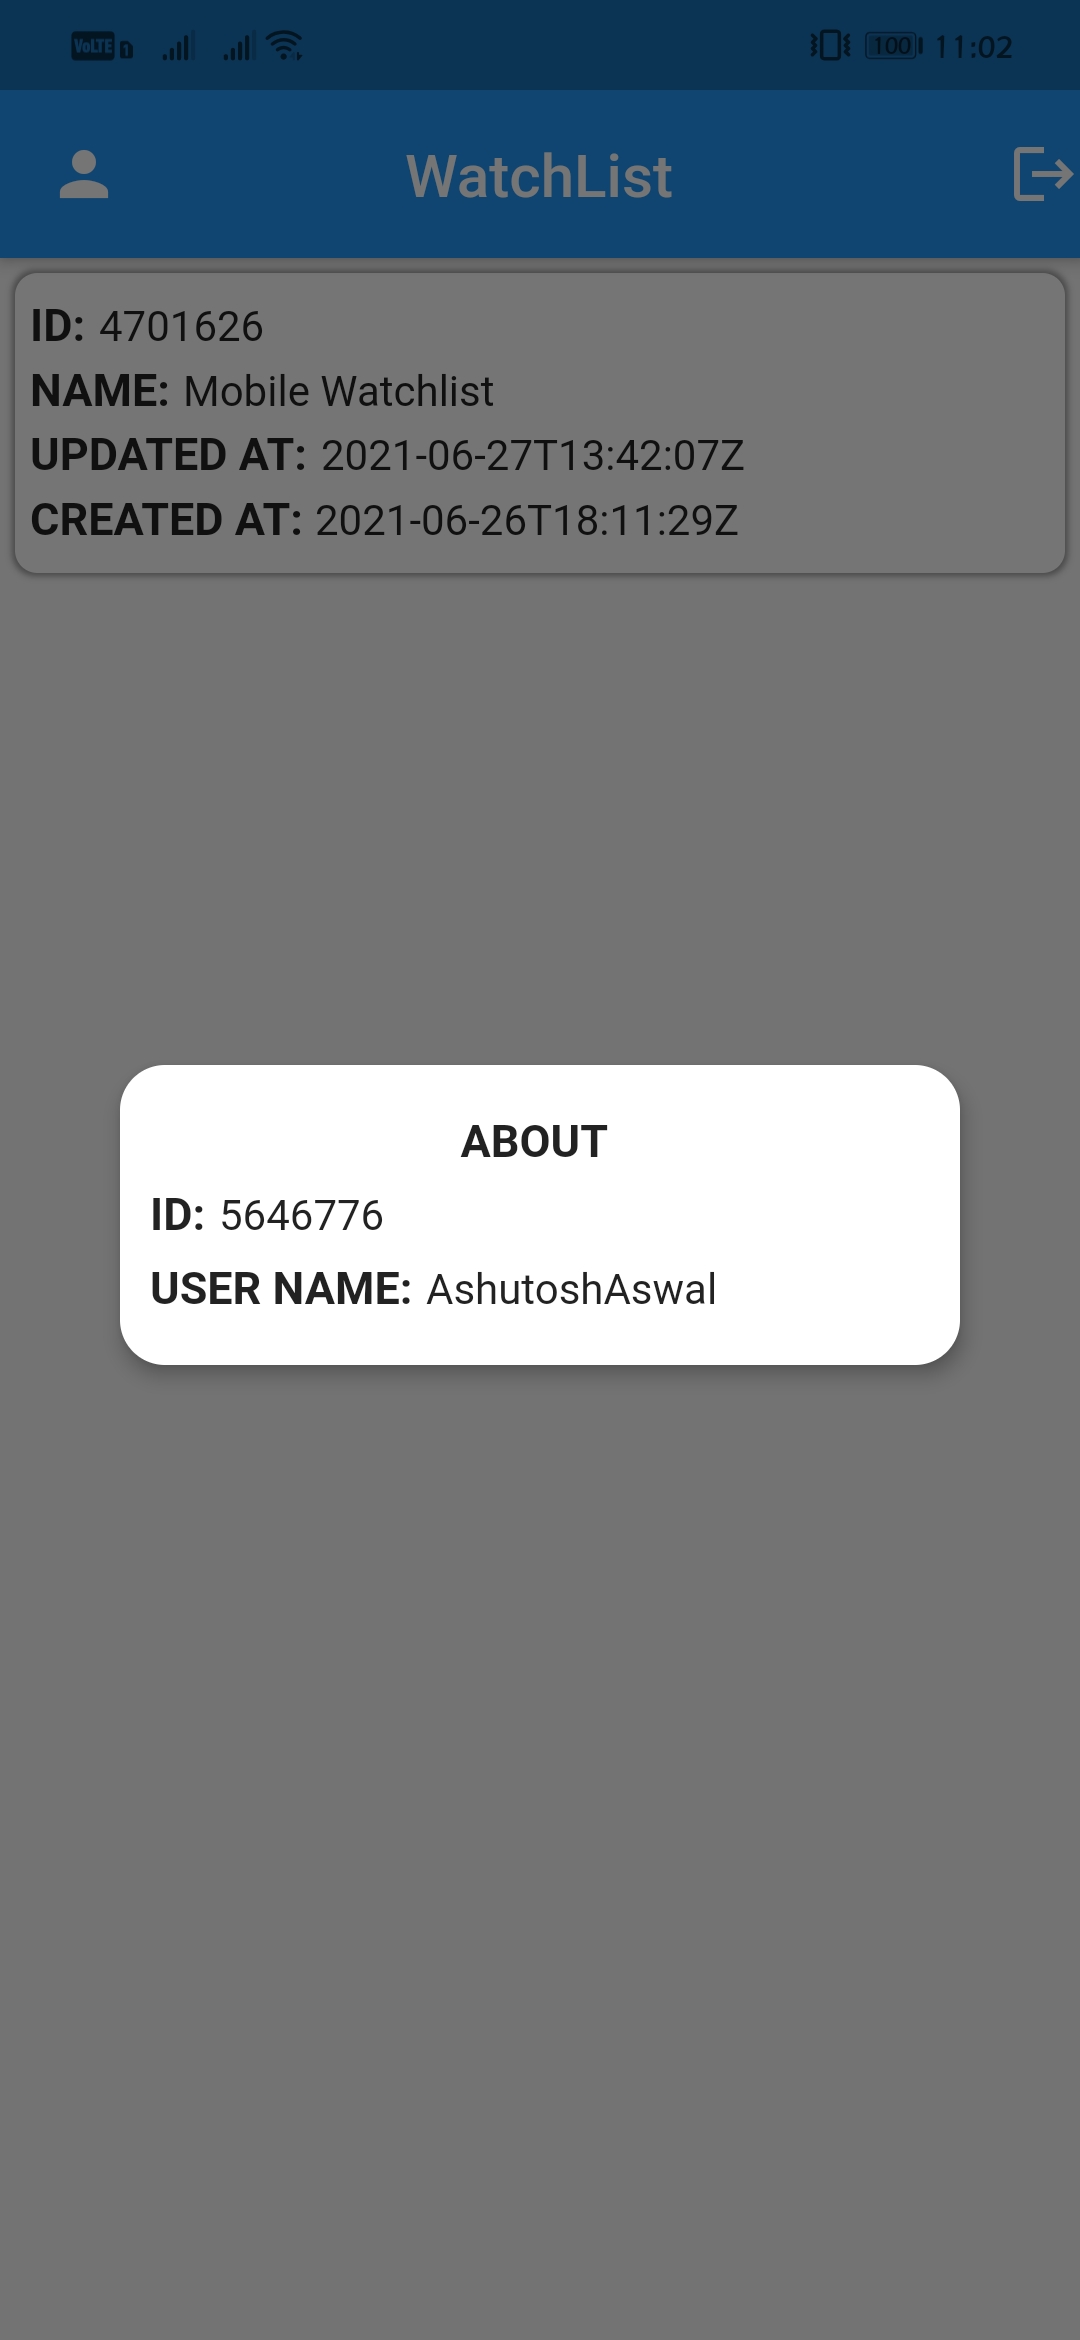 VoLTE 1 100 11:02
WatchList
ID: 4701626
NAME: Mobile Watchlist
UPDATED AT: 2021-06-27T13:42:07Z
CREATED AT: 2021-06-26T18:11:29Z
ABOUT
ID: 5646776
USER NAME: AshutoshAswal